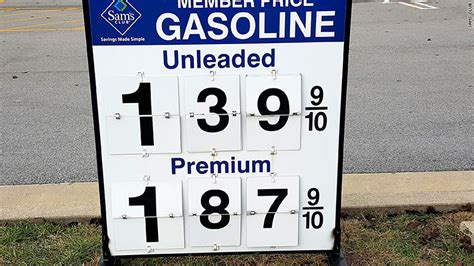 MEMBER PRICE
Sam's
CLUB
Savings Made Simple
GASOLINE
Unleaded
1 39 9/10
Premium
1 87 9/10